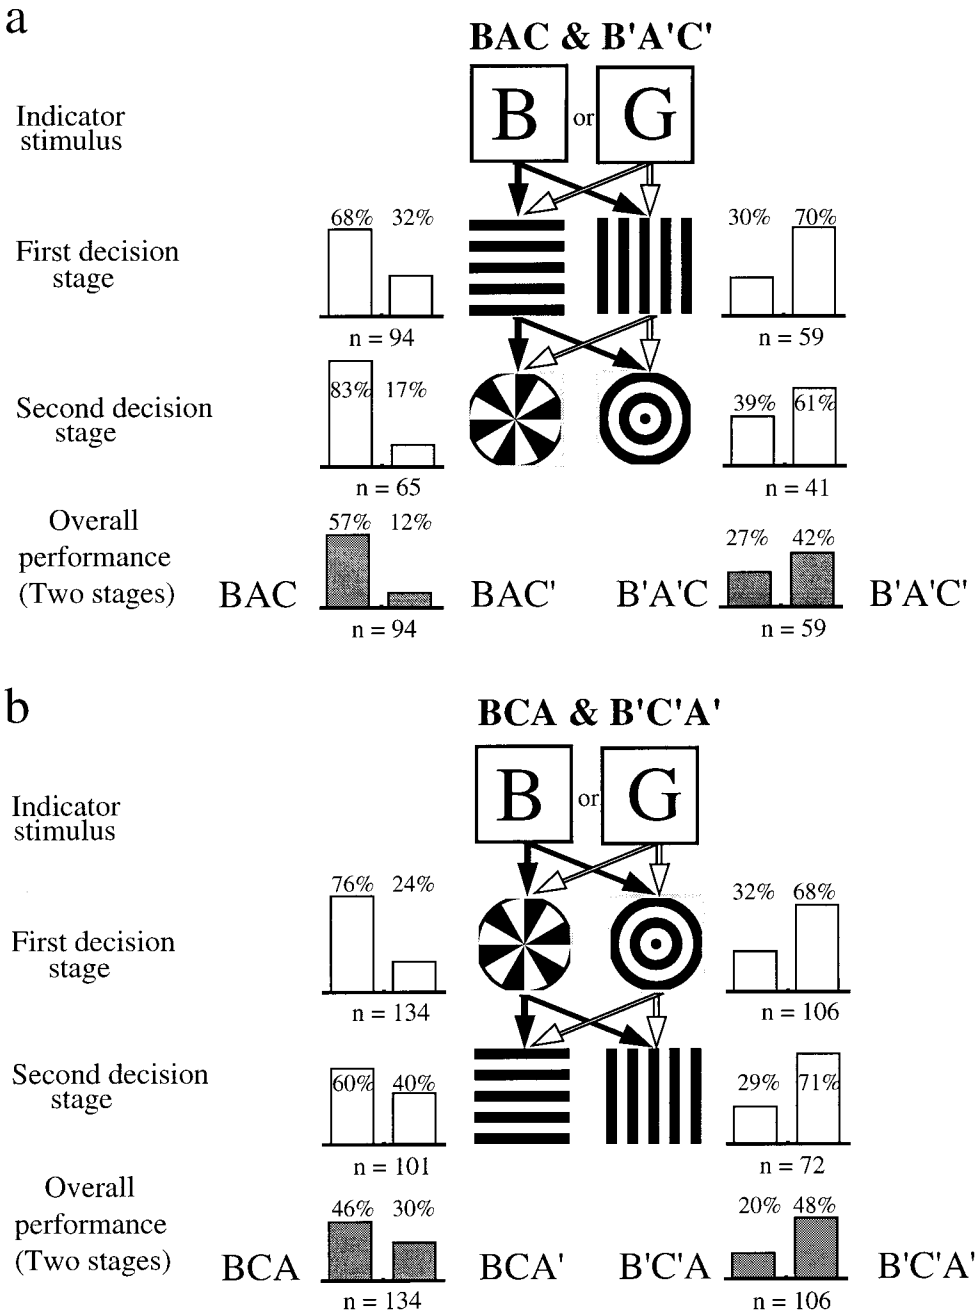 a
BAC & B'A'C'
Indicator
stimulus
B or G
68% 32%
30% 70%
First decision
stage
n = 94
n = 59
83% 17%
39% 61%
Second decision
stage
n = 65
n = 41
Overall
performance
(Two stages)
57% 12%
27% 42%
BAC
BAC'
B'A'C
B'A'C'
n = 94
n = 59
b
BCA & B'C'A'
Indicator
stimulus
B or G
76% 24%
32% 68%
First decision
stage
n = 134
n = 106
Second decision
stage
60% 40%
29% 71%
n = 101
n = 72
Overall
performance
(Two stages)
46% 30%
20% 48%
BCA
BCA'
B'C'A
B'C'A'
n = 134
n = 106